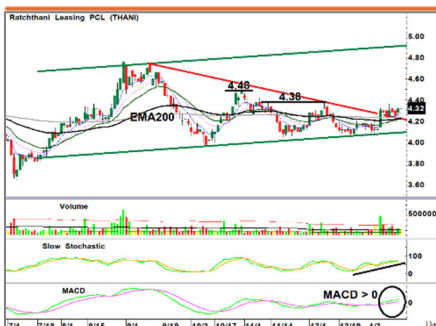 Ratchthani Leasing PCL (THANI)
5.00
4.80
4.60
4.48
4.40
4.38
4.32
EMA200
4.20
4.00
3.80
3.60
Volume
5000000
Slow Stochastic
100
0
MACD
MACD > 0
0
7/1 7/18 8/1 8/15 9/1 9/19 10/3 10/17 11/1 11/14 12/1 12/19 1/3